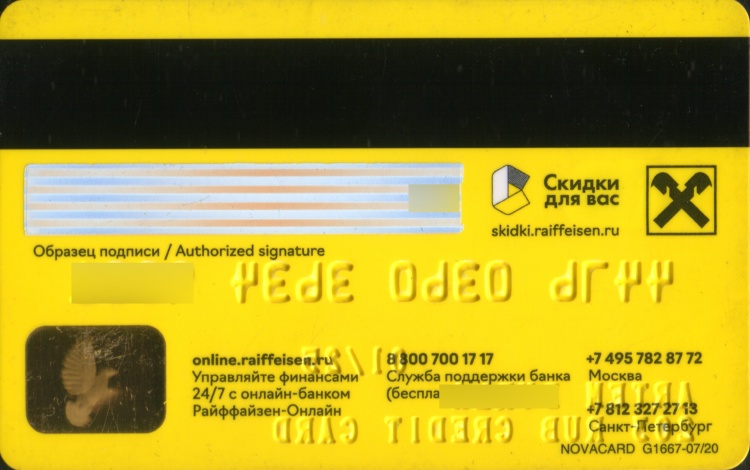 Скидки
для вас
skidki.raiffeisen.ru
Образец подписи / Authorized signature
online.raiffeisen.ru
Управляйте финансами
24/7 с онлайн-банком
Райффайзен-Онлайн
8 800 700 17 17
Служба поддержки банка
+7 495 782 87 72
Москва
+7 812 327 27 13
Санкт-Петербург
NOVACARD G1667-07/20